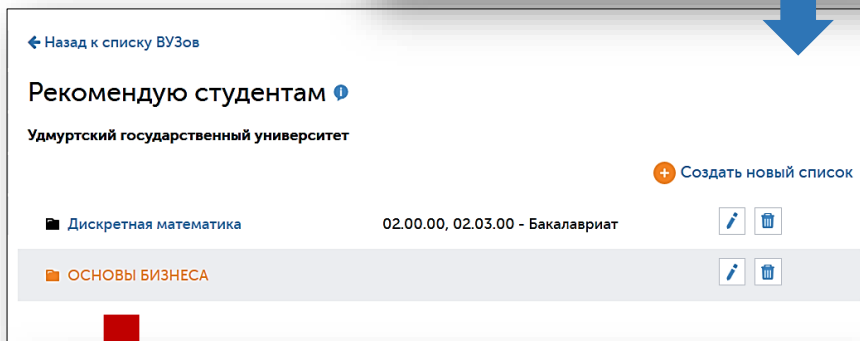 Назад к списку ВУЗов
Рекомендую студентам
Удмуртский государственный университет
Создать новый список
Дискретная математика 02.00.00, 02.03.00 - Бакалавриат
ОСНОВЫ БИЗНЕСА